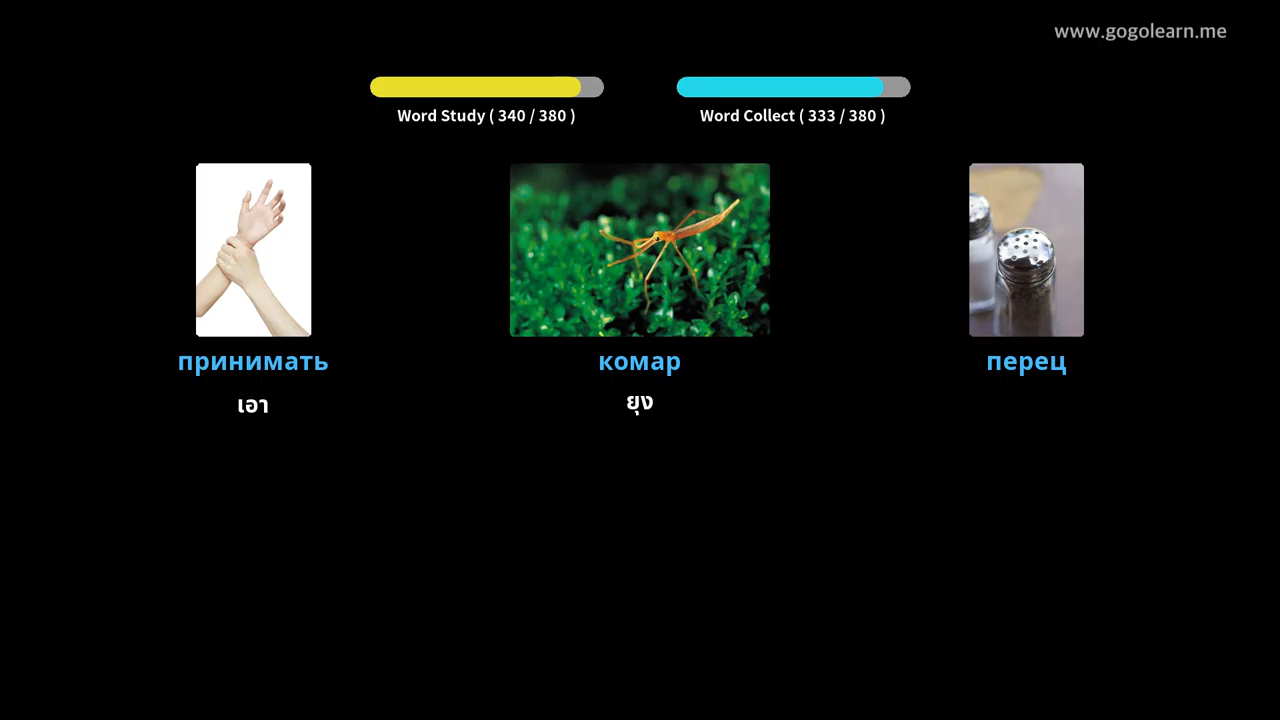 www.gogolearn.me
Word Study ( 340 / 380 )
Word Collect ( 333 / 380 )
принимать
комар
перец
เอา
ยุง